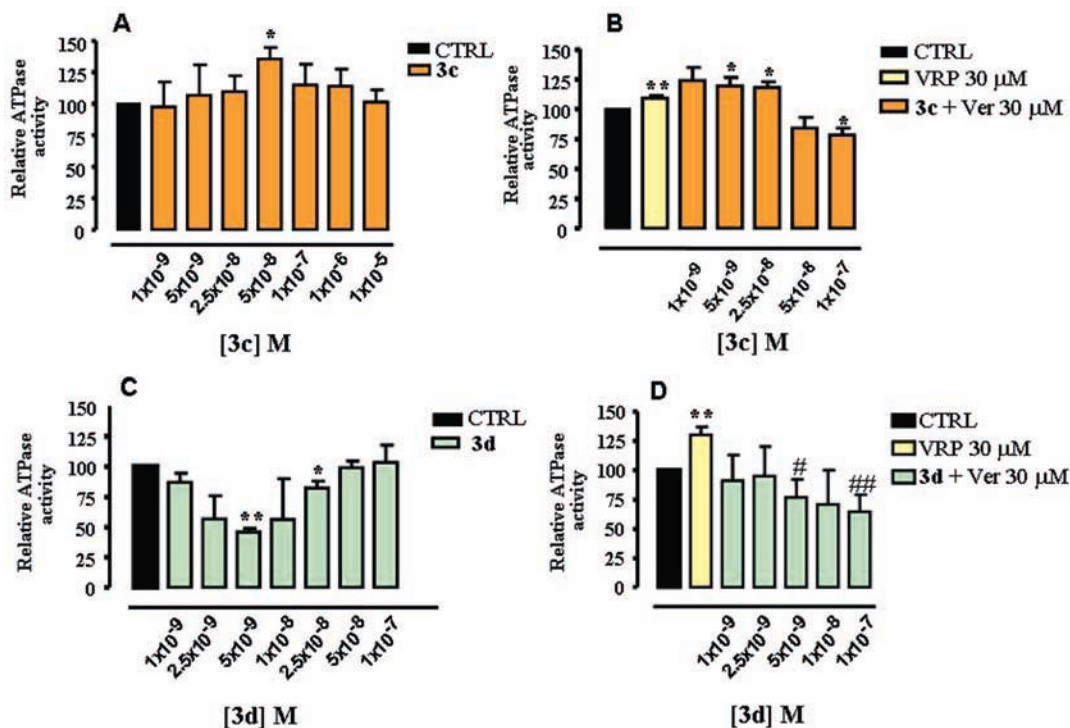 A
Relative ATPase activity
150
125
100
75
50
25
0
*
CTRL
3c
1x10⁻⁹
5x10⁻⁹
2.5x10⁻⁸
5x10⁻⁸
1x10⁻⁷
1x10⁻⁶
1x10⁻⁵
[3c] M
B
Relative ATPase activity
150
125
100
75
50
25
0
**
*
*
*
CTRL
VRP 30 μM
3c + Ver 30 μM
1x10⁻⁹
5x10⁻⁹
2.5x10⁻⁸
5x10⁻⁸
1x10⁻⁷
[3c] M
C
Relative ATPase activity
150
125
100
75
50
25
0
**
*
CTRL
3d
1x10⁻⁹
2.5x10⁻⁹
5x10⁻⁹
1x10⁻⁸
2.5x10⁻⁸
5x10⁻⁸
1x10⁻⁷
[3d] M
D
Relative ATPase activity
150
125
100
75
50
25
0
**
#
##
CTRL
VRP 30 μM
3d + Ver 30 μM
1x10⁻⁹
2.5x10⁻⁹
5x10⁻⁹
1x10⁻⁸
1x10⁻⁷
[3d] M